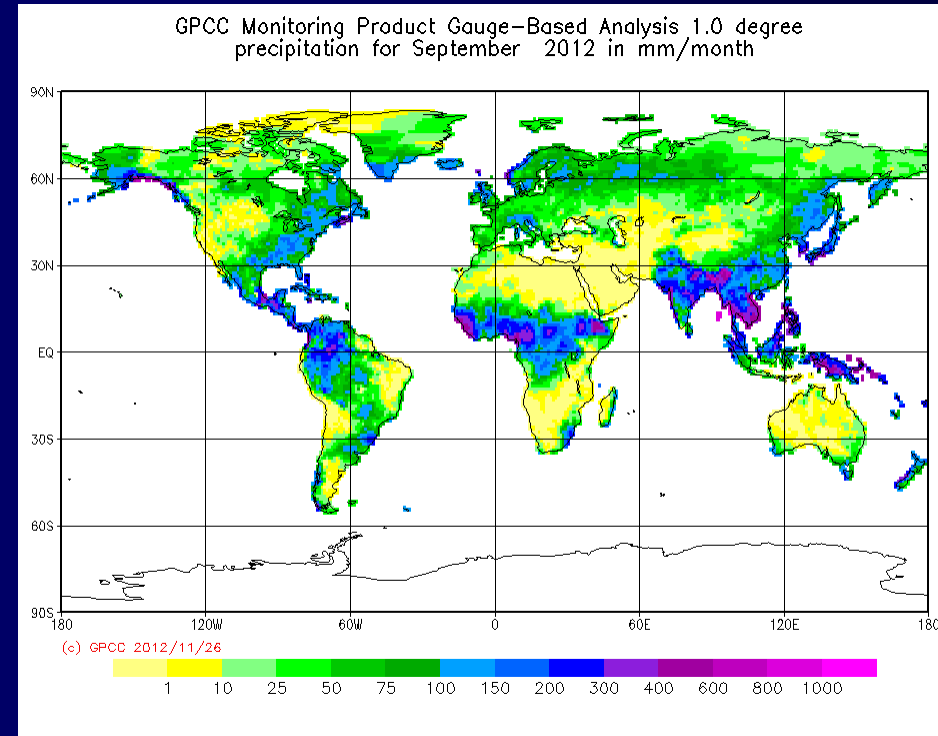 GPCC Monitoring Product Gauge-Based Analysis 1.0 degree
precipitation for September 2012 in mm/month
90N
60N
30N
EQ
30S
60S
90S
180 120W 60W 0 60E 120E 180
(c) GPCC 2012/11/26
1 10 25 50 75 100 150 200 300 400 600 800 1000